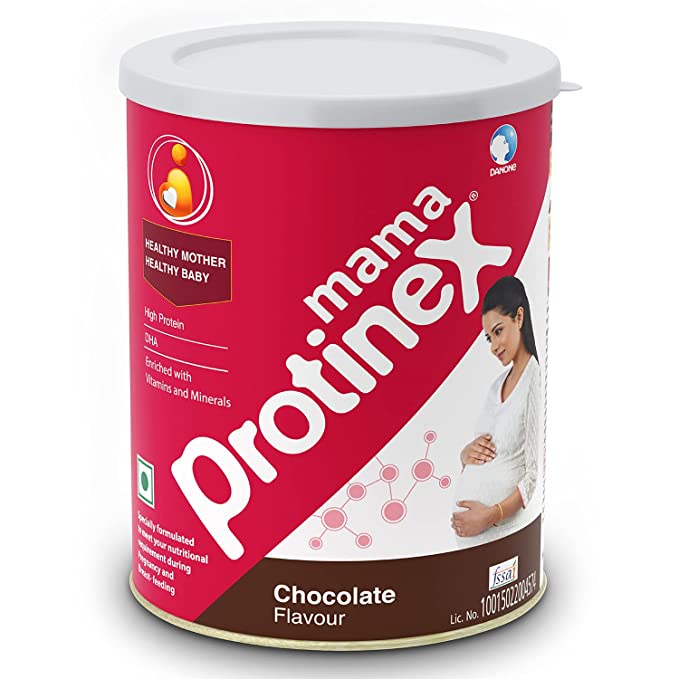 DANONE
HEALTHY MOTHER
HEALTHY BABY
High Protein
DHA
Enriched with
Vitamins and Minerals
mama
Protinex®
Specially formulated
to meet your nutritional
requirement during
Pregnancy and
Breast-feeding
Chocolate
Flavour
fssai
Lic. No. 10015022004574